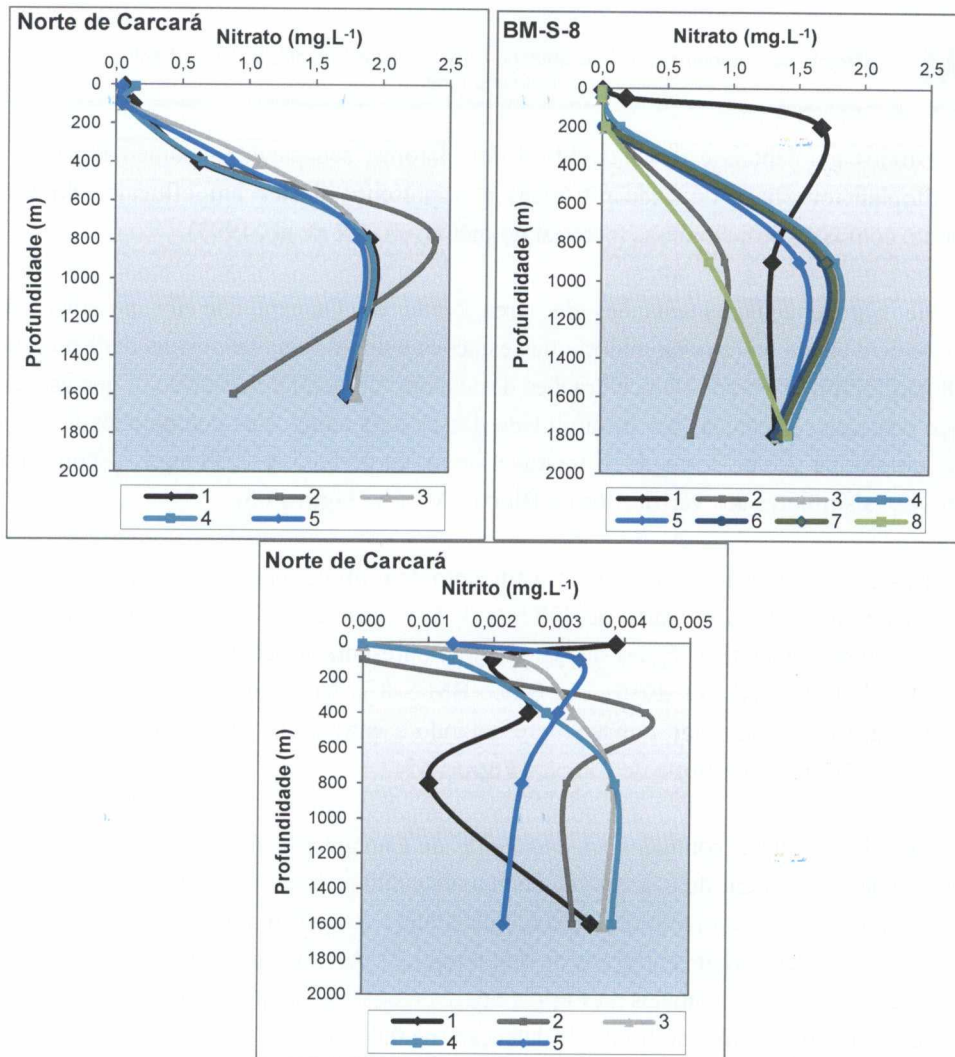 Norte de Carcará
Nitrato (mg.L-1)
0,0 0,5 1,0 1,5 2,0 2,5
0
200
400
600
800
1000
1200
1400
1600
1800
2000
Profundidade (m)
1 2 3
4 5
BM-S-8
Nitrato (mg.L-1)
0,0 0,5 1,0 1,5 2,0 2,5
0
200
400
600
800
1000
1200
1400
1600
1800
2000
Profundidade (m)
1 2 3 4
5 6 7 8
Norte de Carcará
Nitrito (mg.L-1)
0,000 0,001 0,002 0,003 0,004 0,005
0
200
400
600
800
1000
1200
1400
1600
1800
2000
Profundidade (m)
1 2 3
4 5